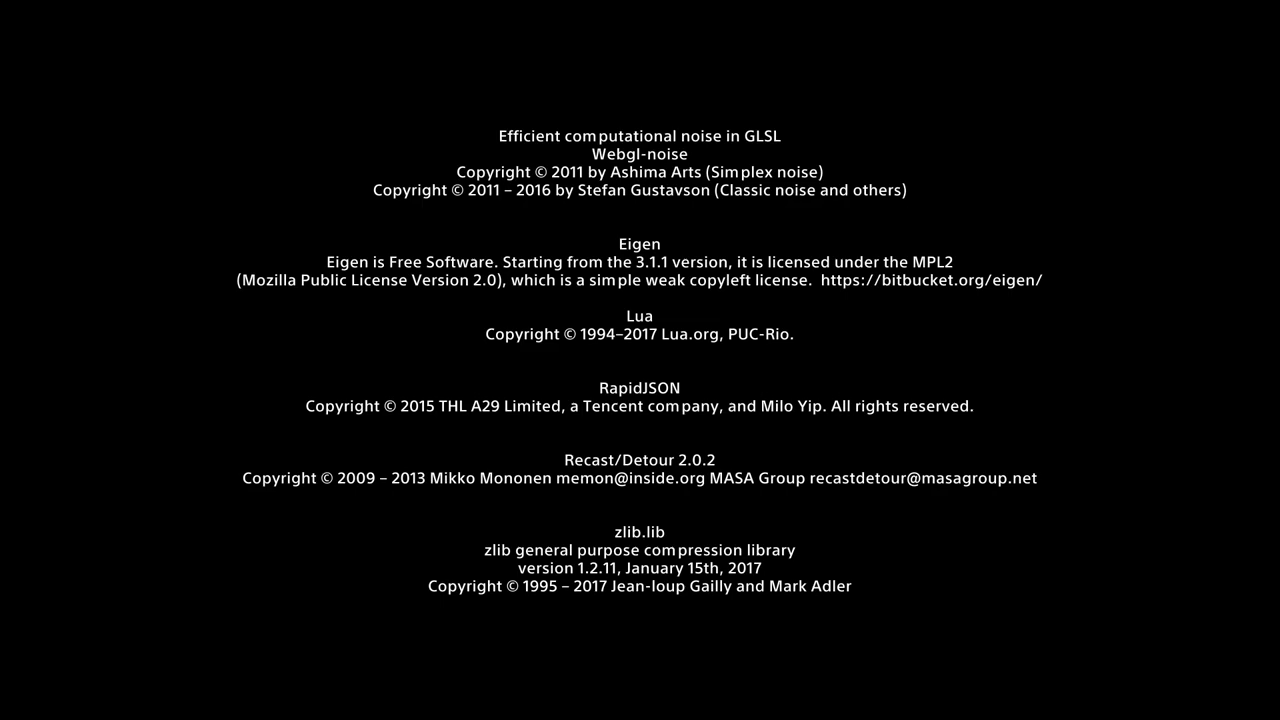 Efficient computational noise in GLSL
Webgl-noise
Copyright © 2011 by Ashima Arts (Simplex noise)
Copyright © 2011 – 2016 by Stefan Gustavson (Classic noise and others)
Eigen
Eigen is Free Software. Starting from the 3.1.1 version, it is licensed under the MPL2
(Mozilla Public License Version 2.0), which is a simple weak copyleft license.  https://bitbucket.org/eigen/
Lua
Copyright © 1994–2017 Lua.org, PUC-Rio.
RapidJSON
Copyright © 2015 THL A29 Limited, a Tencent company, and Milo Yip. All rights reserved.
Recast/Detour 2.0.2
Copyright © 2009 – 2013 Mikko Mononen memon@inside.org MASA Group recastdetour@masagroup.net
zlib.lib
zlib general purpose compression library
version 1.2.11, January 15th, 2017
Copyright © 1995 – 2017 Jean-loup Gailly and Mark Adler